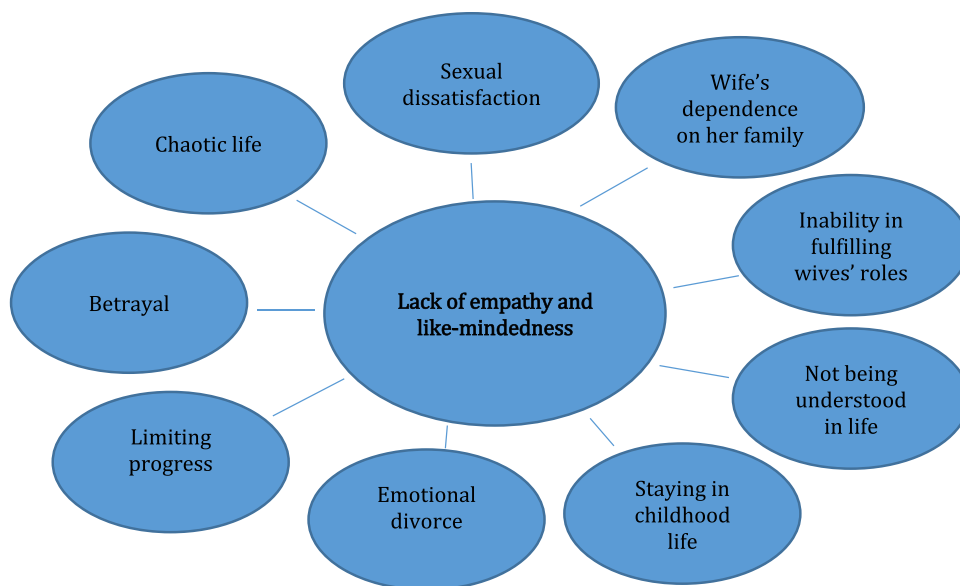 Sexual
dissatisfaction
Wife’s
dependence
on her family
Chaotic life
Inability in
fulfilling
wives’ roles
Betrayal
Lack of empathy and
like-mindedness
Not being
understood
in life
Limiting
progress
Emotional
divorce
Staying in
childhood
life